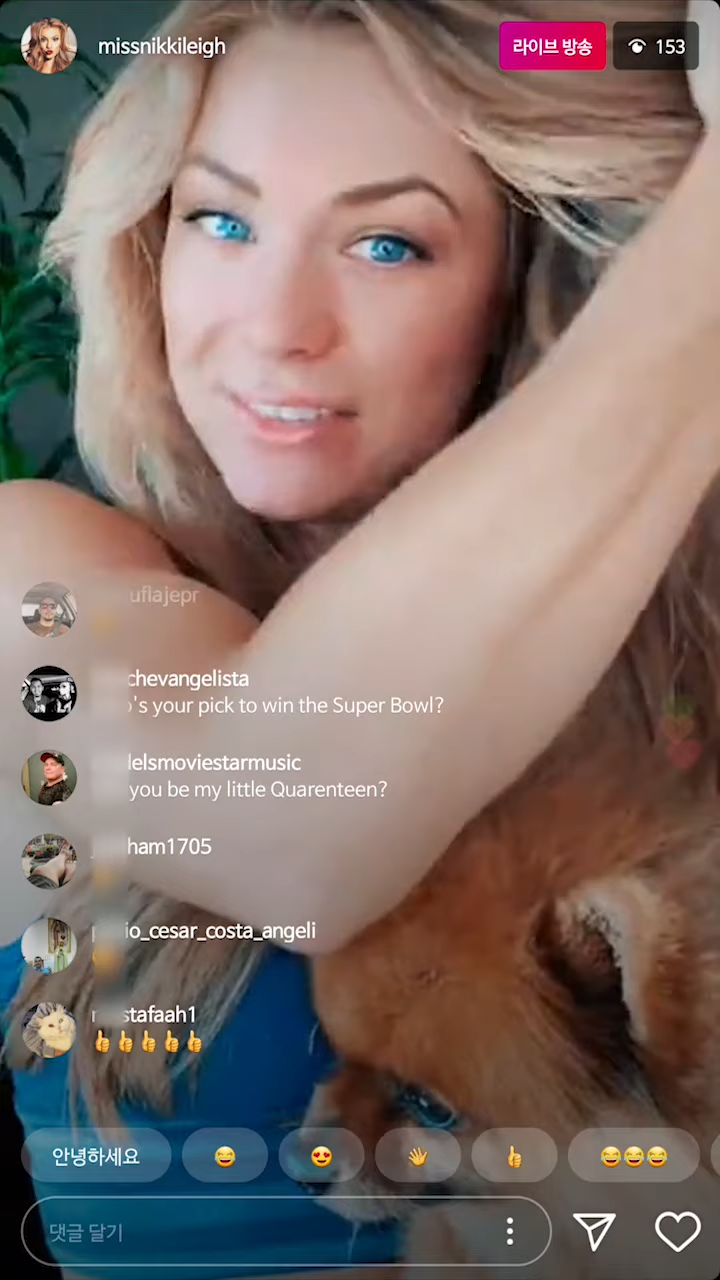 missnikkileigh
라이브 방송
153
uflajepr
chevangelista
's your pick to win the Super Bowl?
lelsmoviestarmusic
you be my little Quarenteen?
ham1705
io_cesar_costa_angeli
stafaah1
안녕하세요
댓글 달기